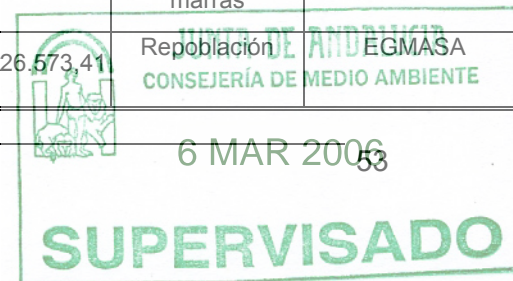 marras
26.573,41 Repoblación EGMASA
JUNTA DE ANDALUCIA
CONSEJERÍA DE MEDIO AMBIENTE
6 MAR 2006
53
SUPERVISADO